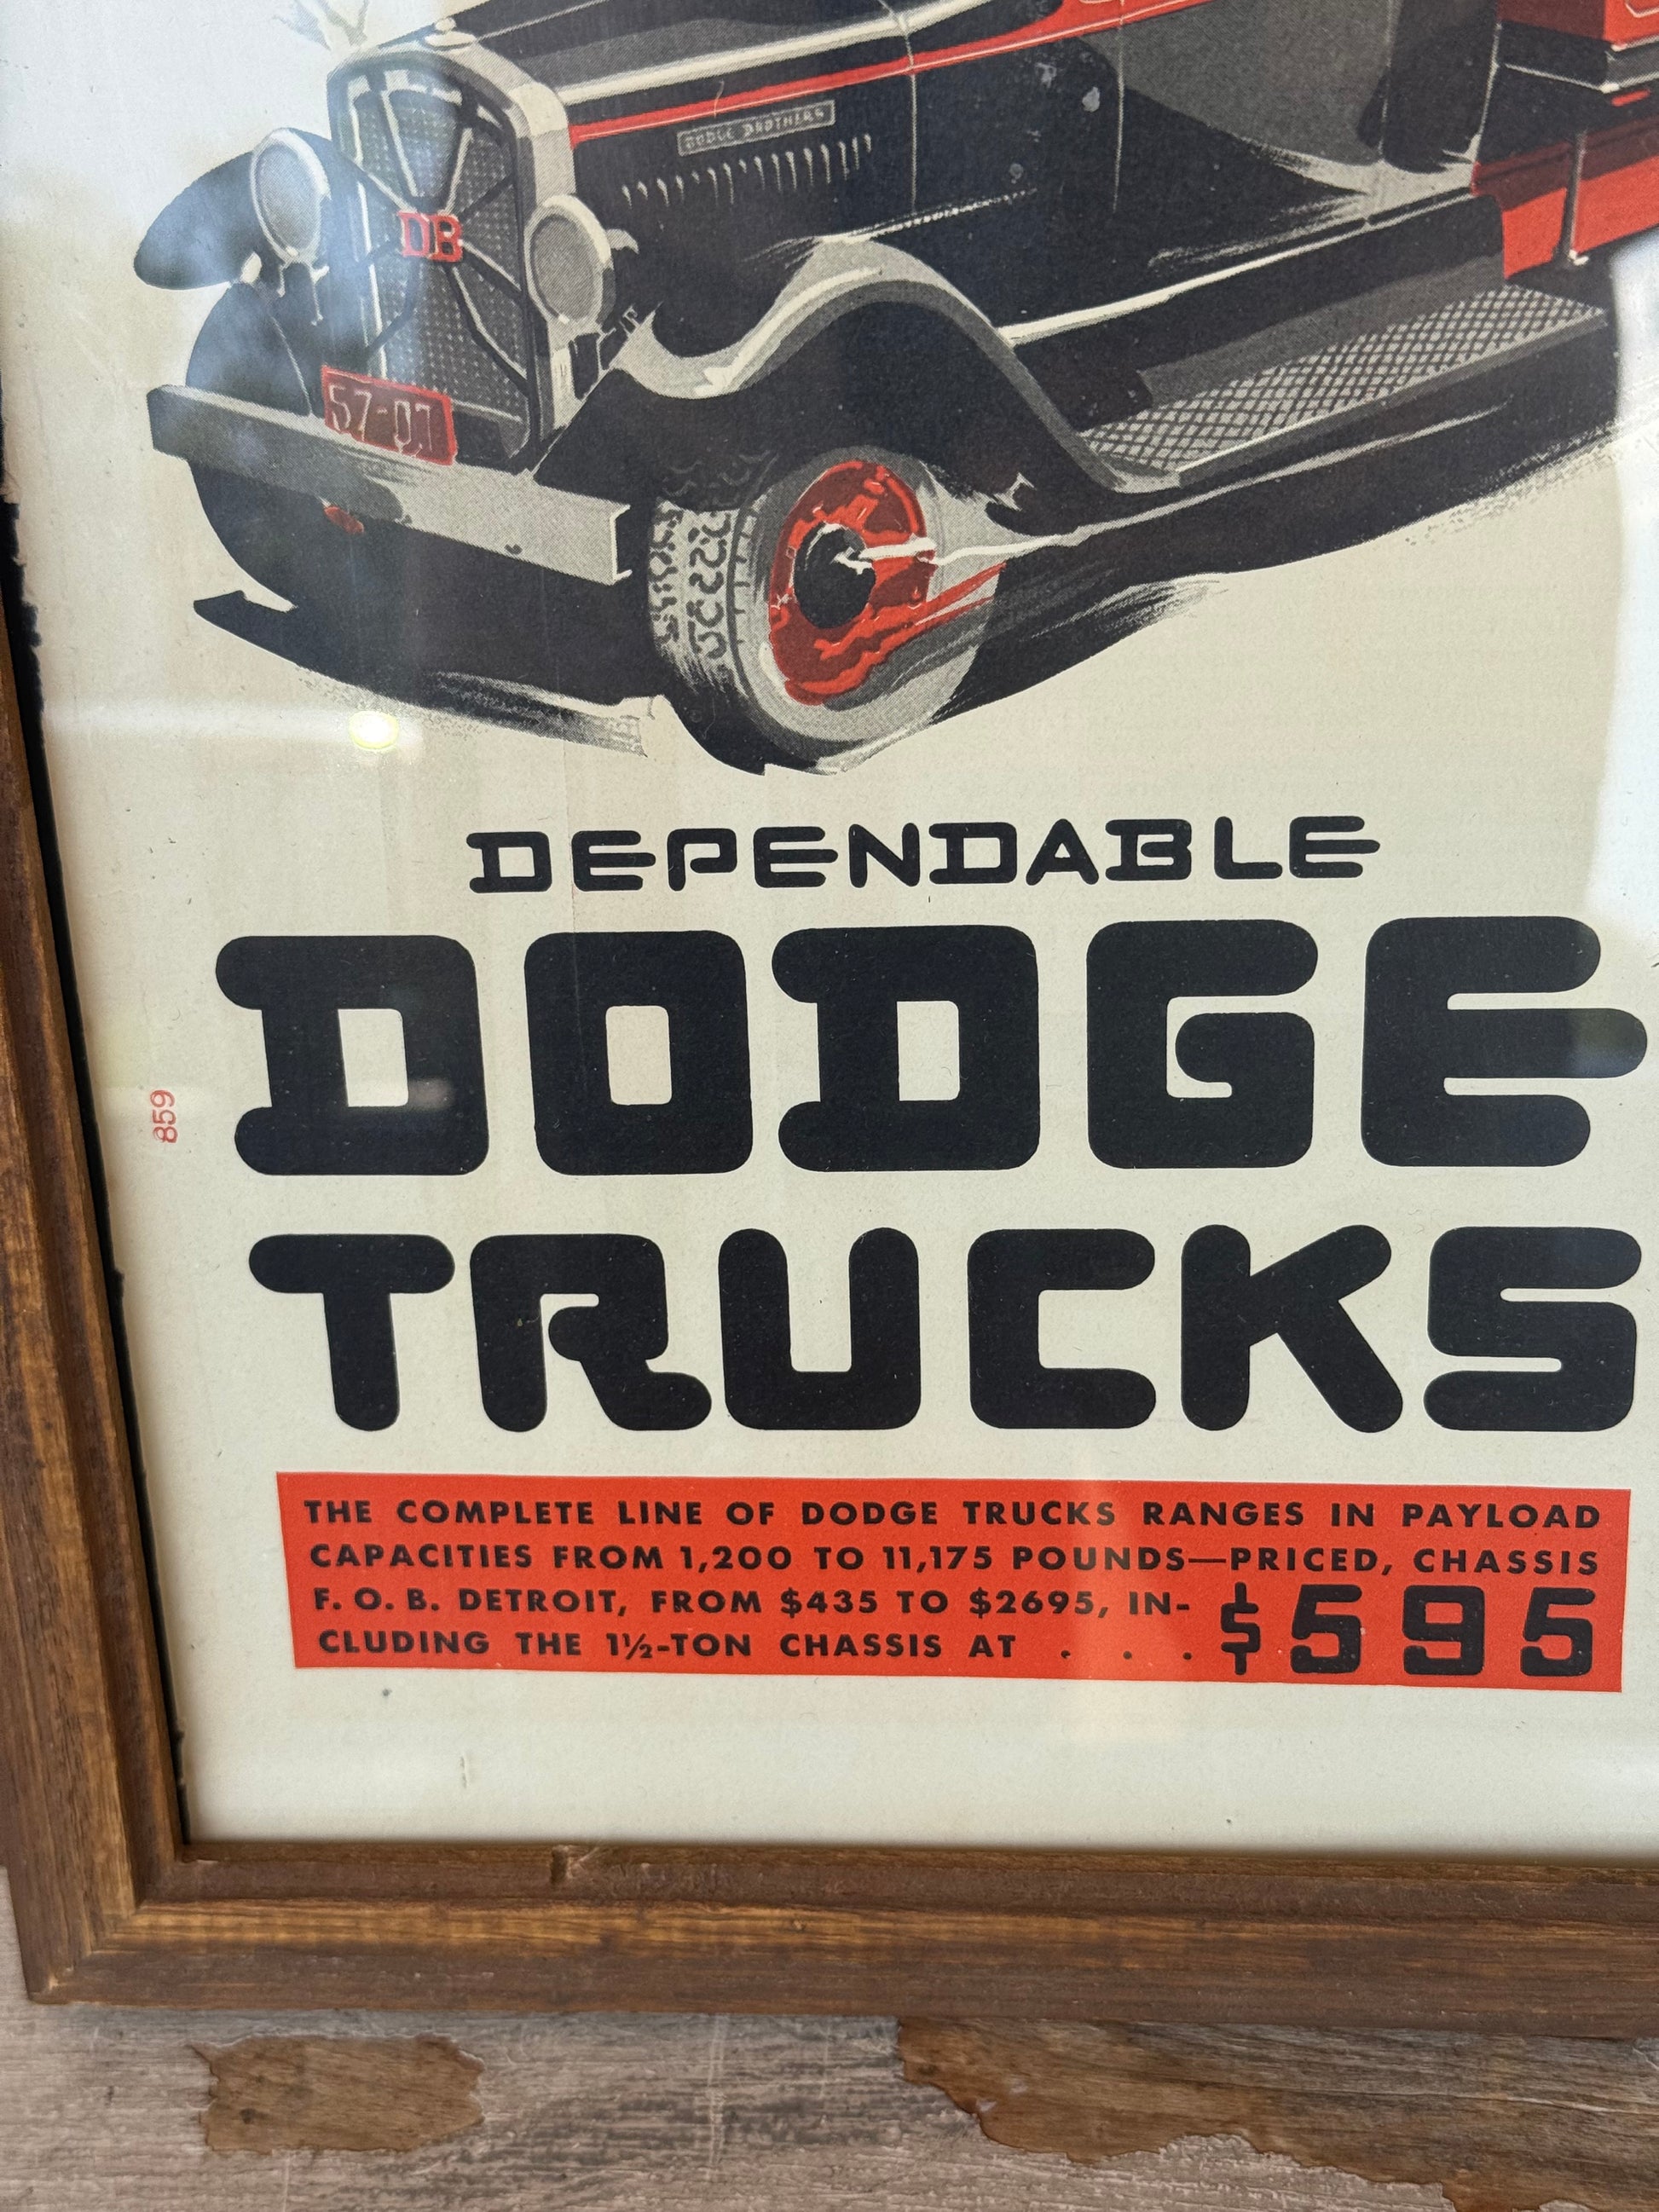 DODGE BROTHERS
DB
57-07
DEPENDABLE
DODGE
TRUCKS
859
THE COMPLETE LINE OF DODGE TRUCKS RANGES IN PAYLOAD
CAPACITIES FROM 1,200 TO 11,175 POUNDS—PRICED, CHASSIS
F. O. B. DETROIT, FROM $435 TO $2695, IN-
CLUDING THE 1½-TON CHASSIS AT . . . $595